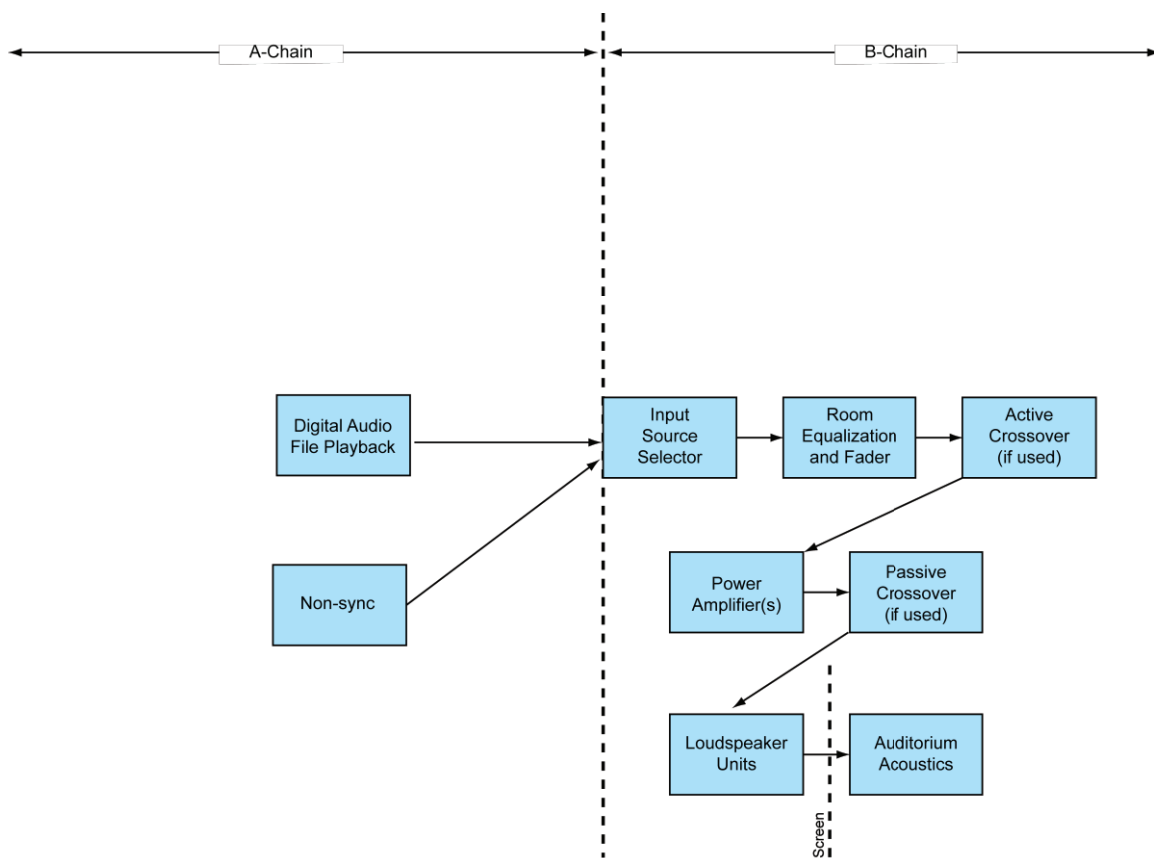 A-Chain
B-Chain
Digital Audio
File Playback
Input
Source
Selector
Room
Equalization
and Fader
Active
Crossover
(if used)
Non-sync
Power
Amplifier(s)
Passive
Crossover
(if used)
Loudspeaker
Units
Auditorium
Acoustics
Screen